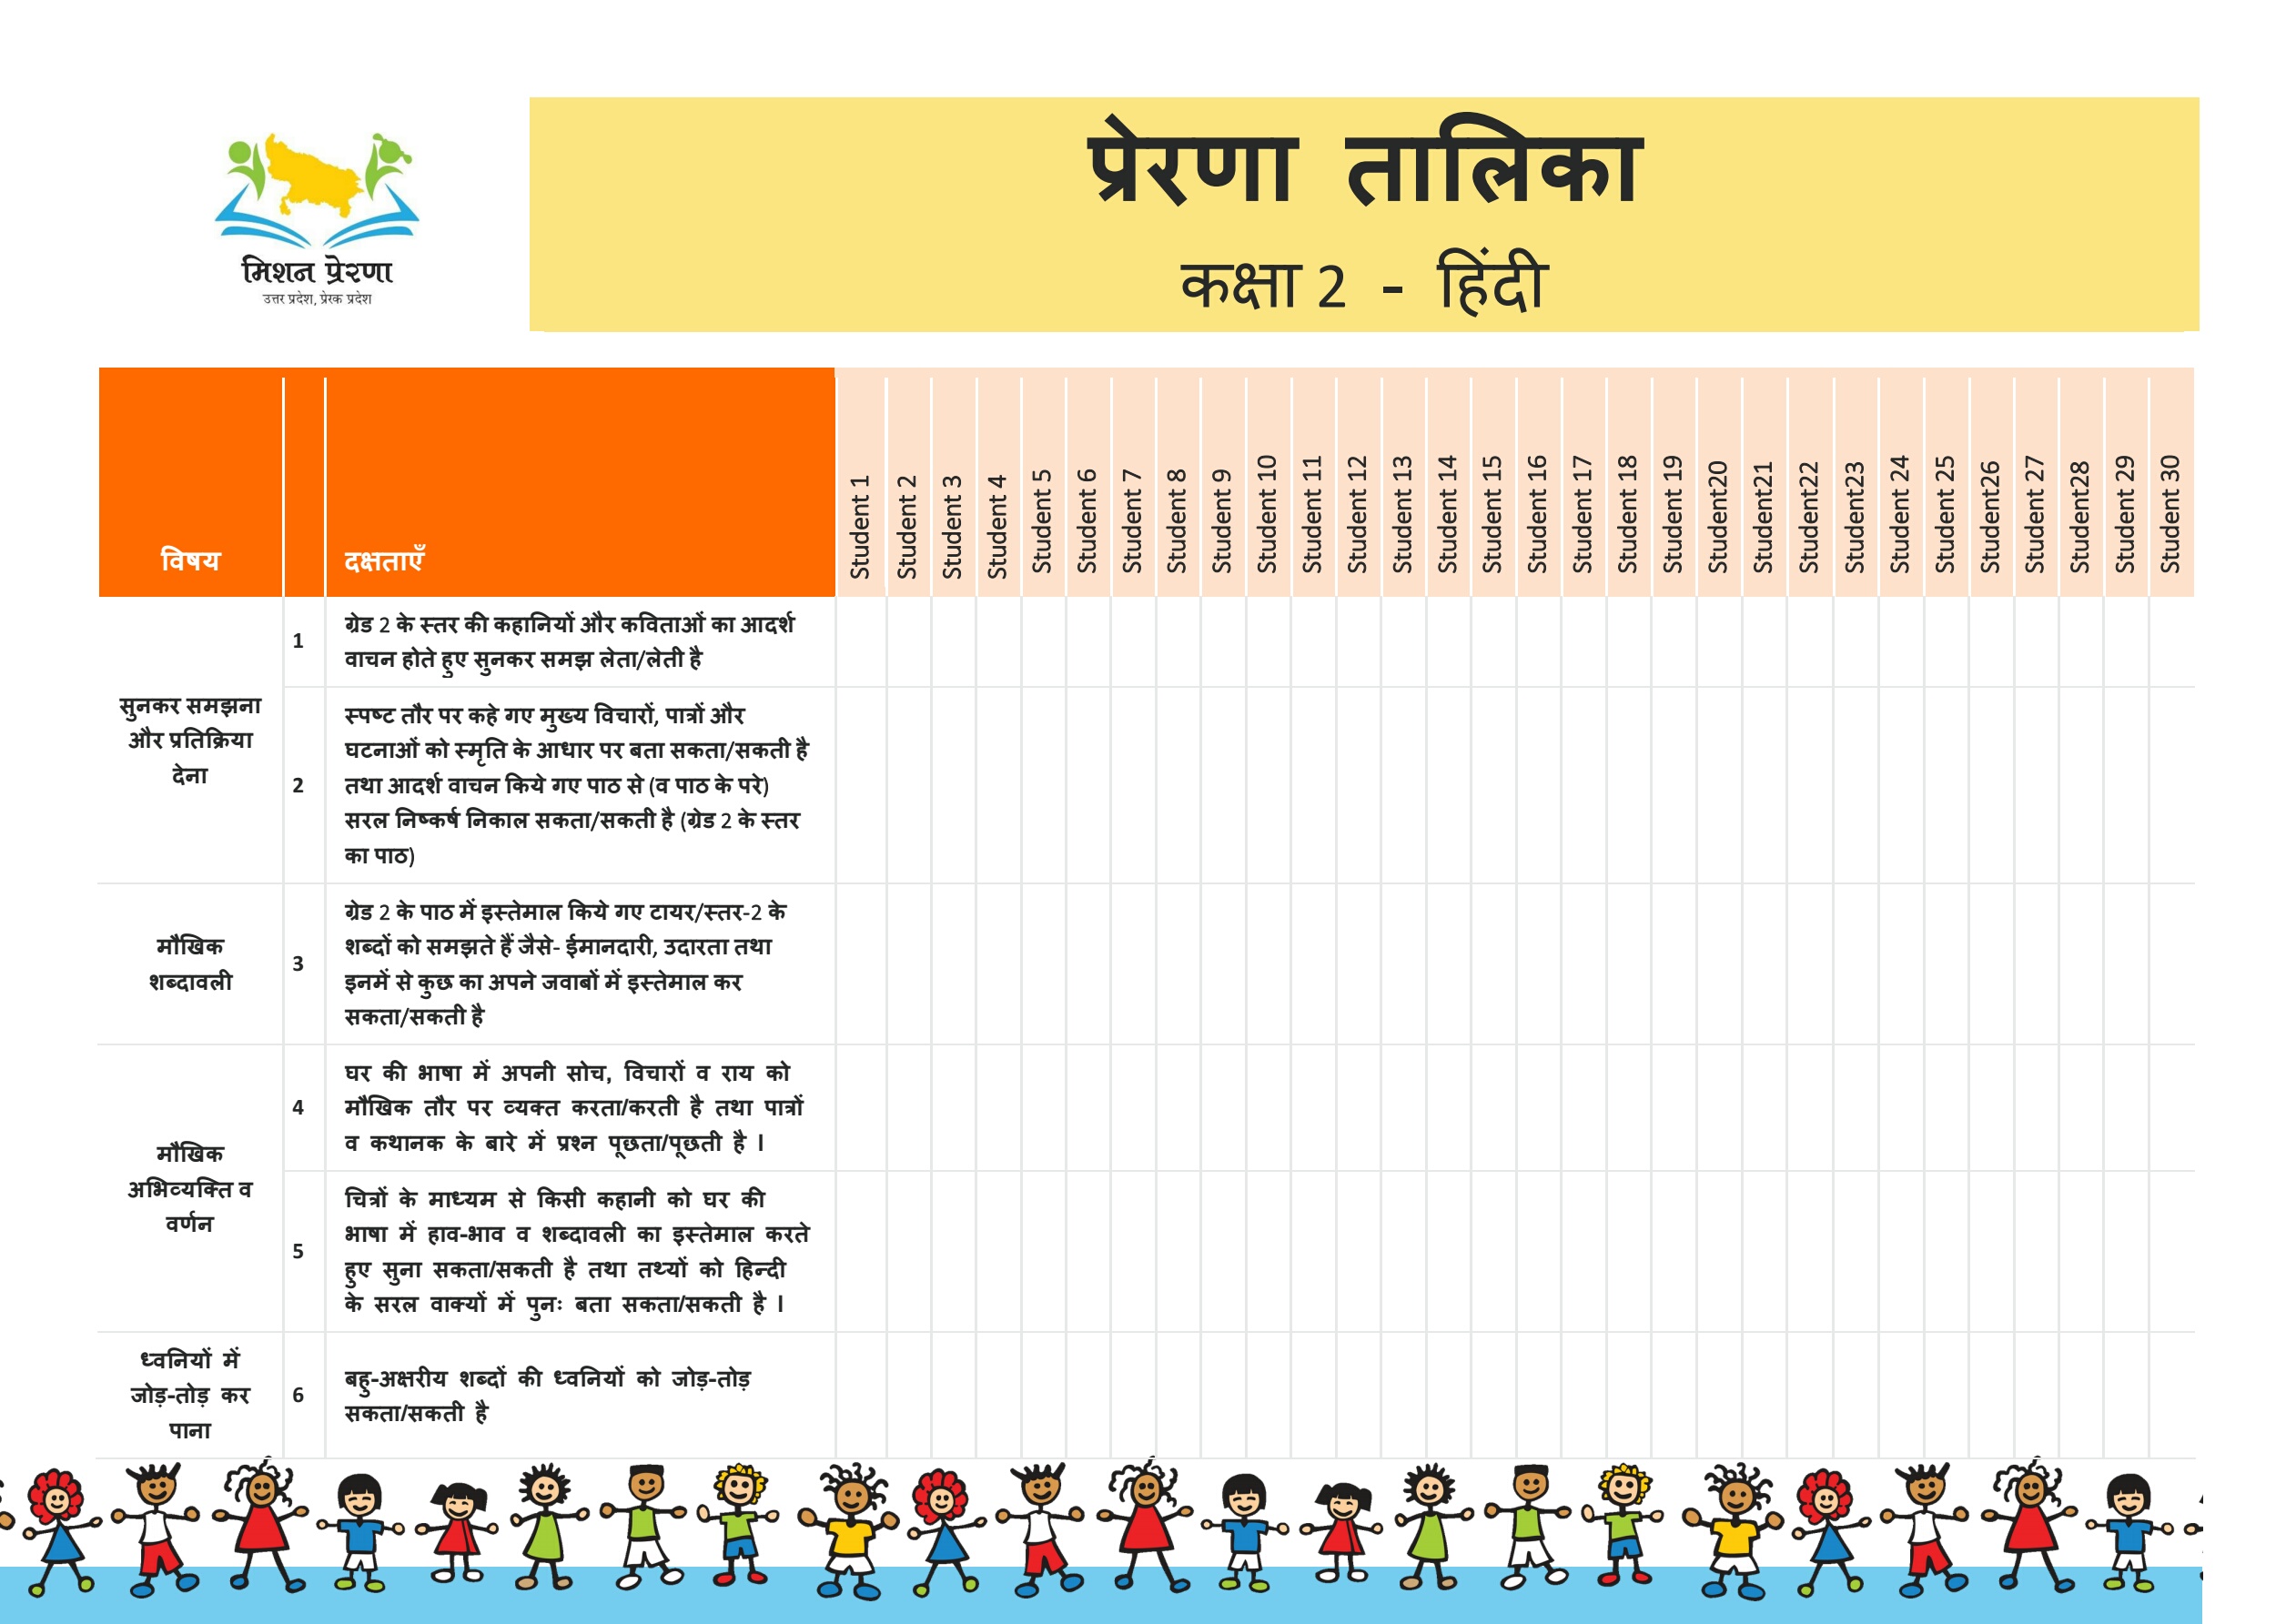 प्रेरणा तालिका
कक्षा 2 - हिंदी
मिशन प्रेरणा
उत्तर प्रदेश, प्रेरक प्रदेश
विषय
दक्षताएँ
Student 1
Student 2
Student 3
Student 4
Student 5
Student 6
Student 7
Student 8
Student 9
Student 10
Student 11
Student 12
Student 13
Student 14
Student 15
Student 16
Student 17
Student 18
Student 19
Student20
Student21
Student22
Student23
Student 24
Student 25
Student26
Student 27
Student28
Student 29
Student 30
सुनकर समझना
और प्रतिक्रिया
देना
1
ग्रेड 2 के स्तर की कहानियों और कविताओं का आदर्श
वाचन होते हुए सुनकर समझ लेता/लेती है
2
स्पष्ट तौर पर कहे गए मुख्य विचारों, पात्रों और
घटनाओं को स्मृति के आधार पर बता सकता/सकती है
तथा आदर्श वाचन किये गए पाठ से (व पाठ के परे)
सरल निष्कर्ष निकाल सकता/सकती है (ग्रेड 2 के स्तर
का पाठ)
मौखिक
शब्दावली
3
ग्रेड 2 के पाठ में इस्तेमाल किये गए टायर/स्तर-2 के
शब्दों को समझते हैं जैसे- ईमानदारी, उदारता तथा
इनमें से कुछ का अपने जवाबों में इस्तेमाल कर
सकता/सकती है
मौखिक
अभिव्यक्ति व
वर्णन
4
घर की भाषा में अपनी सोच, विचारों व राय को
मौखिक तौर पर व्यक्त करता/करती है तथा पात्रों
व कथानक के बारे में प्रश्न पूछता/पूछती है ।
5
चित्रों के माध्यम से किसी कहानी को घर की
भाषा में हाव-भाव व शब्दावली का इस्तेमाल करते
हुए सुना सकता/सकती है तथा तथ्यों को हिन्दी
के सरल वाक्यों में पुनः बता सकता/सकती है ।
ध्वनियों में
जोड़-तोड़ कर
पाना
6
बहु-अक्षरीय शब्दों की ध्वनियों को जोड़-तोड़
सकता/सकती है